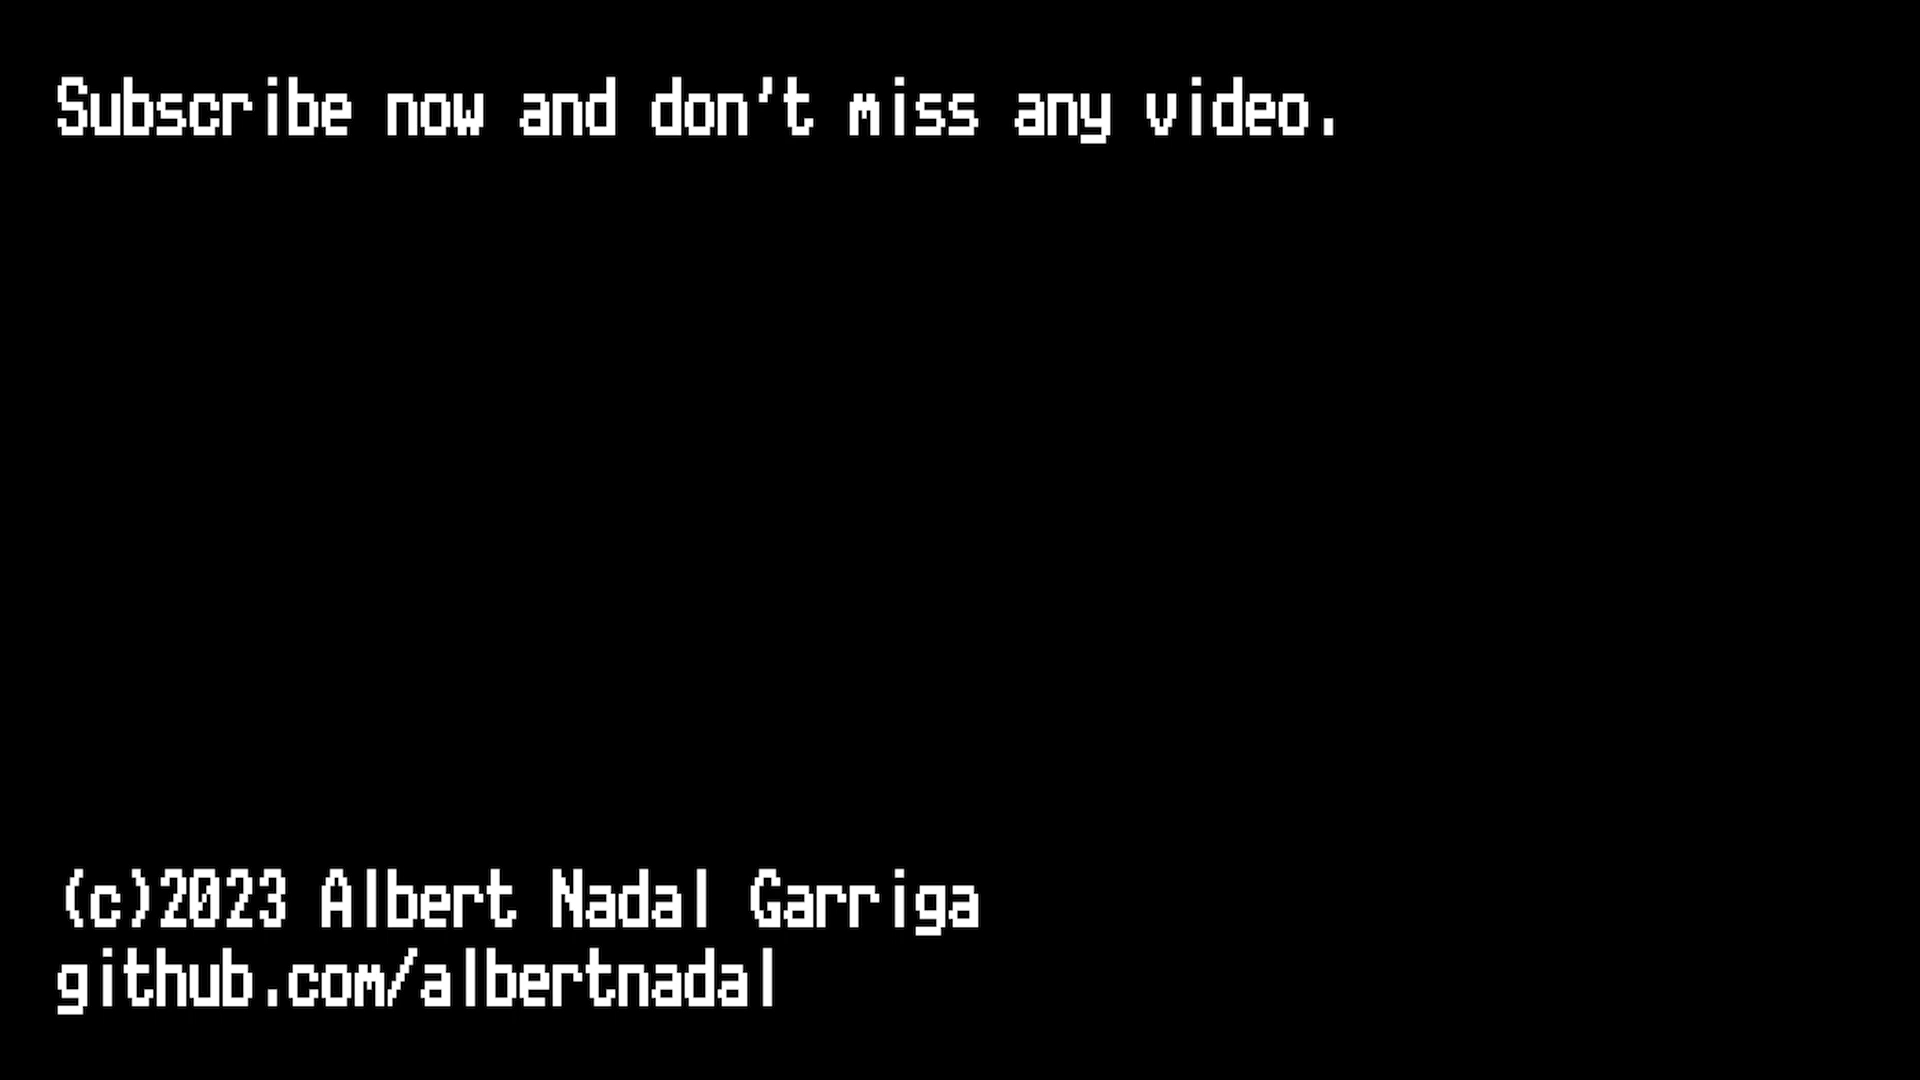 Subscribe now and don't miss any video.
(c)2023 Albert Nadal Garriga
github.com/albertnadal